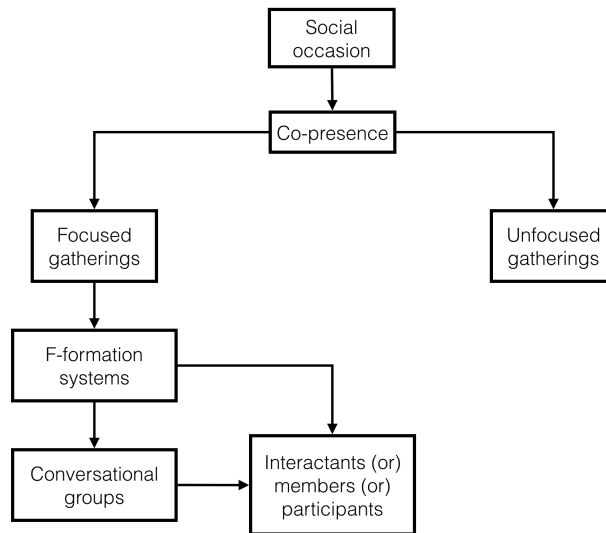 Social
occasion
Co-presence
Focused
gatherings
Unfocused
gatherings
F-formation
systems
Conversational
groups
Interactants (or)
members (or)
participants